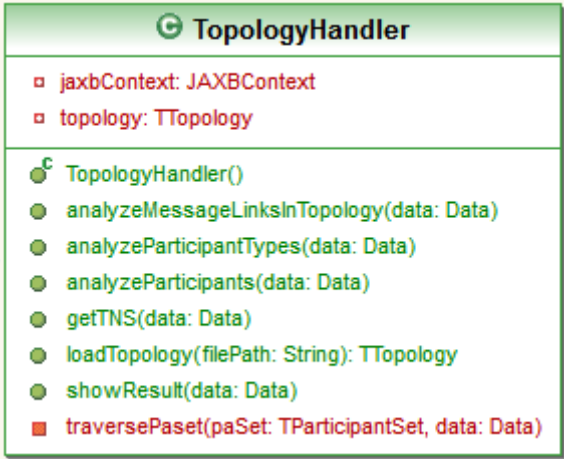 C TopologyHandler
jaxbContext: JAXBContext
topology: TTopology
C TopologyHandler()
analyzeMessageLinksInTopology(data: Data)
analyzeParticipantTypes(data: Data)
analyzeParticipants(data: Data)
getTNS(data: Data)
loadTopology(filePath: String): TTopology
showResult(data: Data)
traversePaset(paSet: TParticipantSet, data: Data)